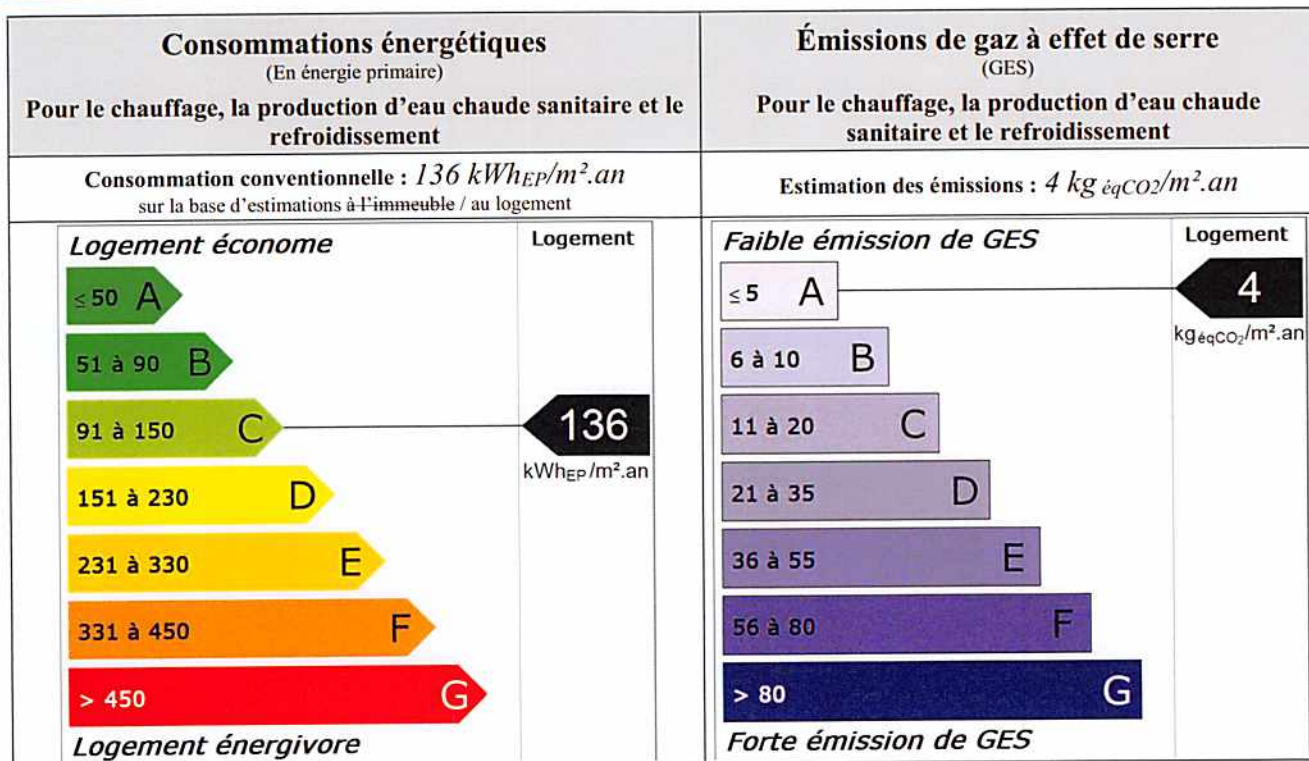 Consommations énergétiques
(En énergie primaire)
Pour le chauffage, la production d'eau chaude sanitaire et le
refroidissement
Consommation conventionnelle : 136 kWhEP/m².an
sur la base d'estimations à l'immeuble / au logement
Logement économe
Logement
≤ 50 A
51 à 90 B
91 à 150 C
136
kWhEP/m².an
151 à 230 D
231 à 330 E
331 à 450 F
> 450 G
Logement énergivore
Émissions de gaz à effet de serre
(GES)
Pour le chauffage, la production d'eau chaude
sanitaire et le refroidissement
Estimation des émissions : 4 kg éqCO2/m².an
Faible émission de GES
Logement
≤ 5 A
4
kgéqCO2/m².an
6 à 10 B
11 à 20 C
21 à 35 D
36 à 55 E
56 à 80 F
> 80 G
Forte émission de GES